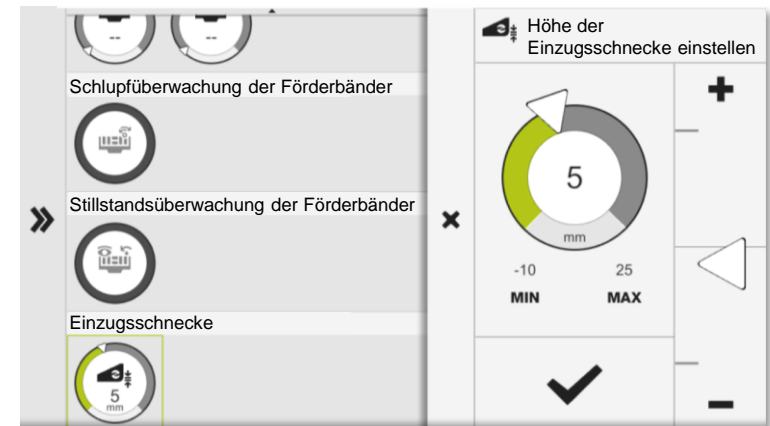 -- --
Schlupfüberwachung der Förderbänder
Stillstandsüberwachung der Förderbänder
Einzugsschnecke
5
mm
Höhe der
Einzugsschnecke einstellen
5
mm
-10 25
MIN MAX